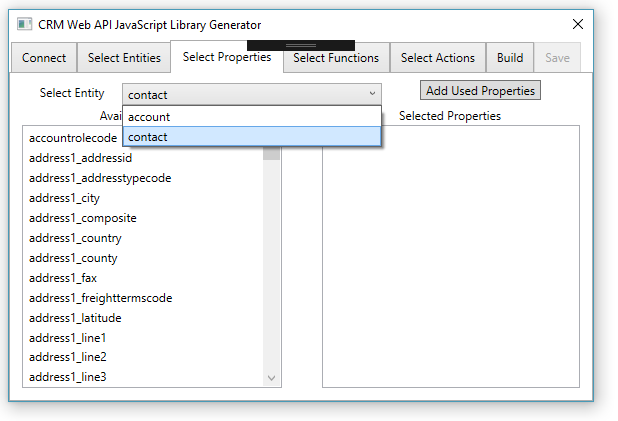 CRM Web API JavaScript Library Generator
Connect
Select Entities
Select Properties
Select Functions
Select Actions
Build
Save
Select Entity
contact
Add Used Properties
Avai
Selected Properties
account
contact
accountrolecode
address1_addressid
address1_addresstypecode
address1_city
address1_composite
address1_country
address1_county
address1_fax
address1_freighttermscode
address1_latitude
address1_line1
address1_line2
address1_line3